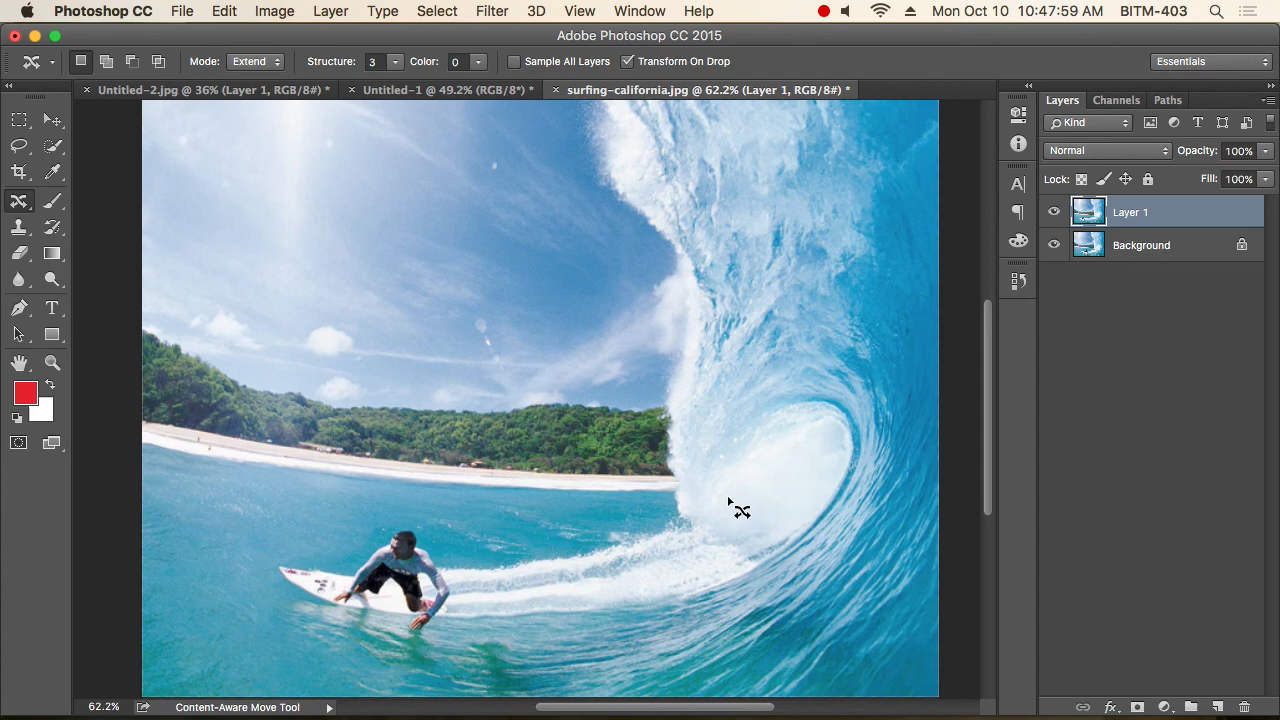 Photoshop CC File Edit Image Layer Type Select Filter 3D View Window Help Mon Oct 10 10:47:59 AM BITM-403
Adobe Photoshop CC 2015
Mode: Extend Structure: 3 Color: 0 Sample All Layers Transform On Drop Essentials
Untitled-2.jpg @ 36% (Layer 1, RGB/8#) * Untitled-1 @ 49.2% (RGB/8*) * surfing-california.jpg @ 62.2% (Layer 1, RGB/8#) *
Layers Channels Paths
Kind
Normal Opacity: 100%
Lock: Fill: 100%
Layer 1
Background
62.2% Content-Aware Move Tool